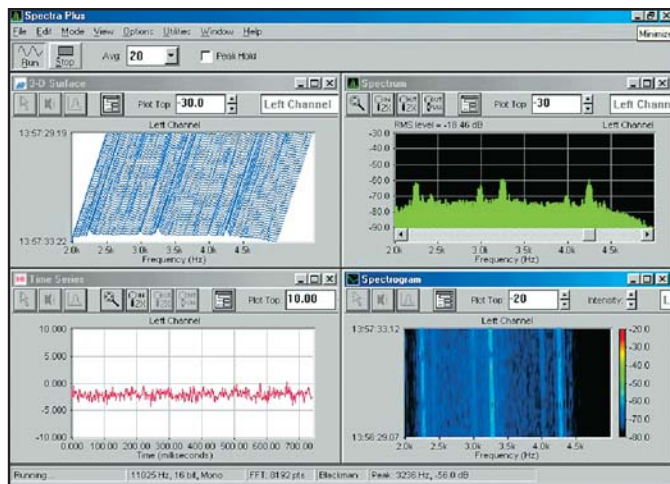 Spectra Plus
File Edit Mode View Options Utilities Window Help
Minimize
Run Stop Avg 20 Peak Hold
3-D Surface
Plot Top -30.0 Left Channel
Left Channel
13:57:29.19
13:57:33.22
2.0k 2.5k 3.0k 3.5k 4.0k 4.5k
Frequency (Hz)
Spectrum
Plot Top -30 Left Channel
RMS level = -18.46 dB Left Channel
-30.0
-40.0
-50.0
-60.0
-70.0
-80.0
-90.0
2.0k 2.5k 3.0k 3.5k 4.0k 4.5k
Frequency (Hz)
Time Series
Plot Top 10.00
Left Channel
10.000
5.000
0.000
-5.000
-10.000
0.000 100.00 200.00 300.00 400.00 500.00 600.00 700.00
Time (milliseconds)
Spectrogram
Plot Top -20 Intensity:
Left Channel
13:57:33.12
13:56:29.07
-20.0
-30.0
-40.0
-50.0
-60.0
-70.0
-80.0
2.0k 2.5k 3.0k 3.5k 4.0k 4.5k
Frequency (Hz)
Running... 11025 Hz, 16 bit, Mono FFT: 8192 pts Blackman Peak: 3236 Hz, -56.0 dB